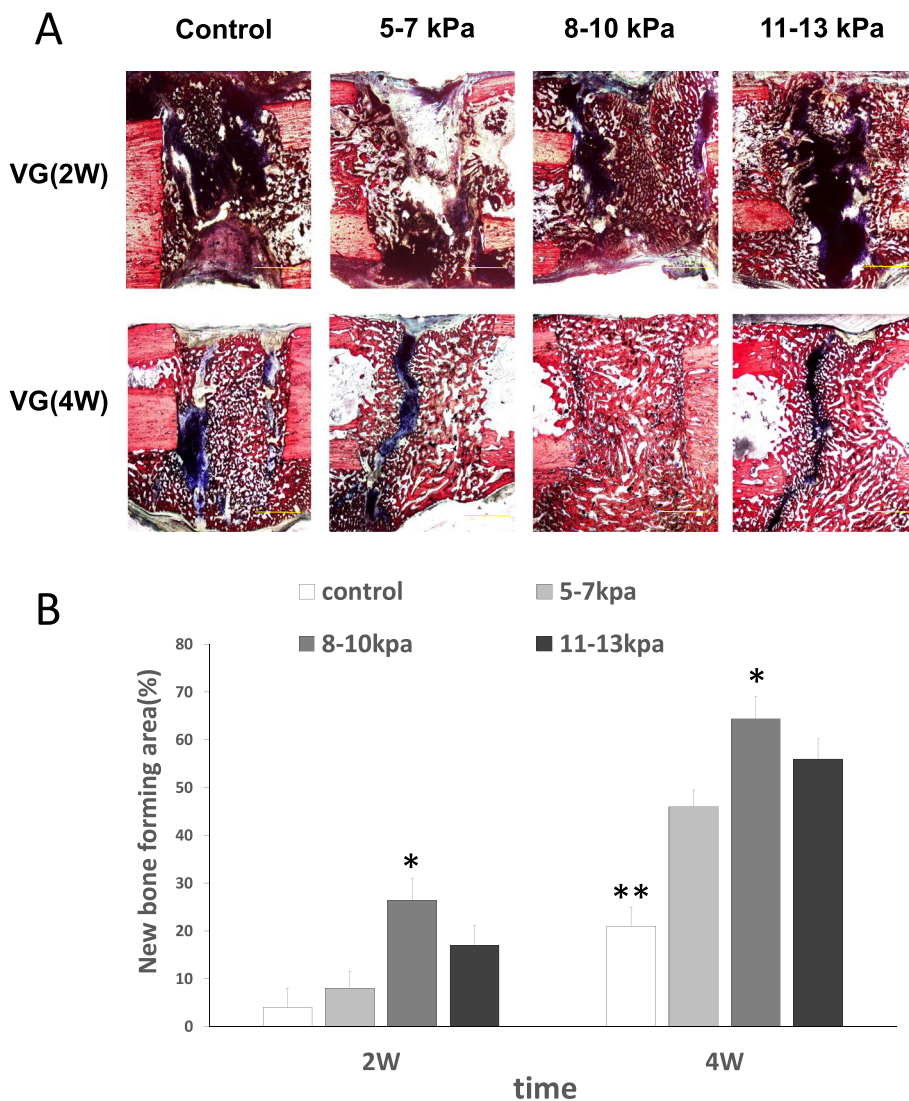 A
Control 5-7 kPa 8-10 kPa 11-13 kPa
VG(2W)
VG(4W)
B
control 5-7kpa
8-10kpa 11-13kpa
New bone forming area(%)
80
70
60
50
40
30
20
10
0
*
**
*
2W 4W
time